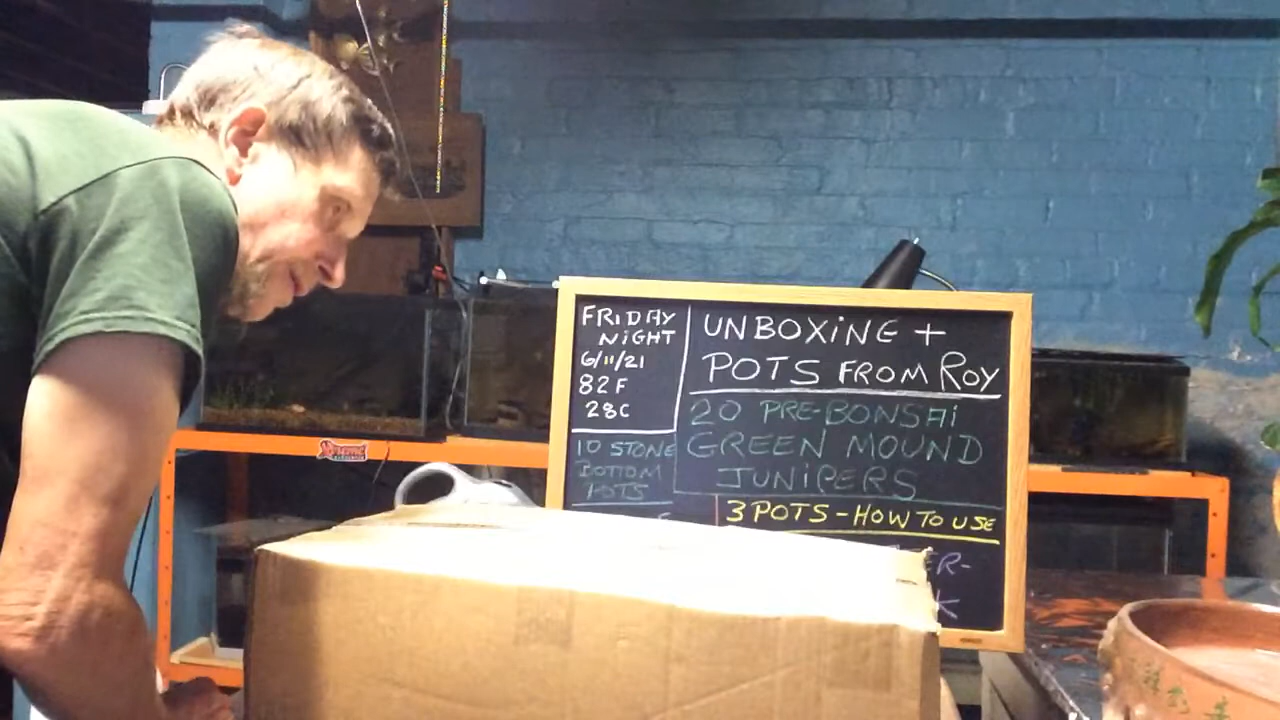 FRIDAY
NIGHT
6/11/21
82F
28C
10 STONE
BOTTOM
POTS
UNBOXING +
POTS FROM ROY
20 PRE-BONSAI
GREEN MOUND
JUNIPERS
3 POTS - HOW TO USE
ER-
K